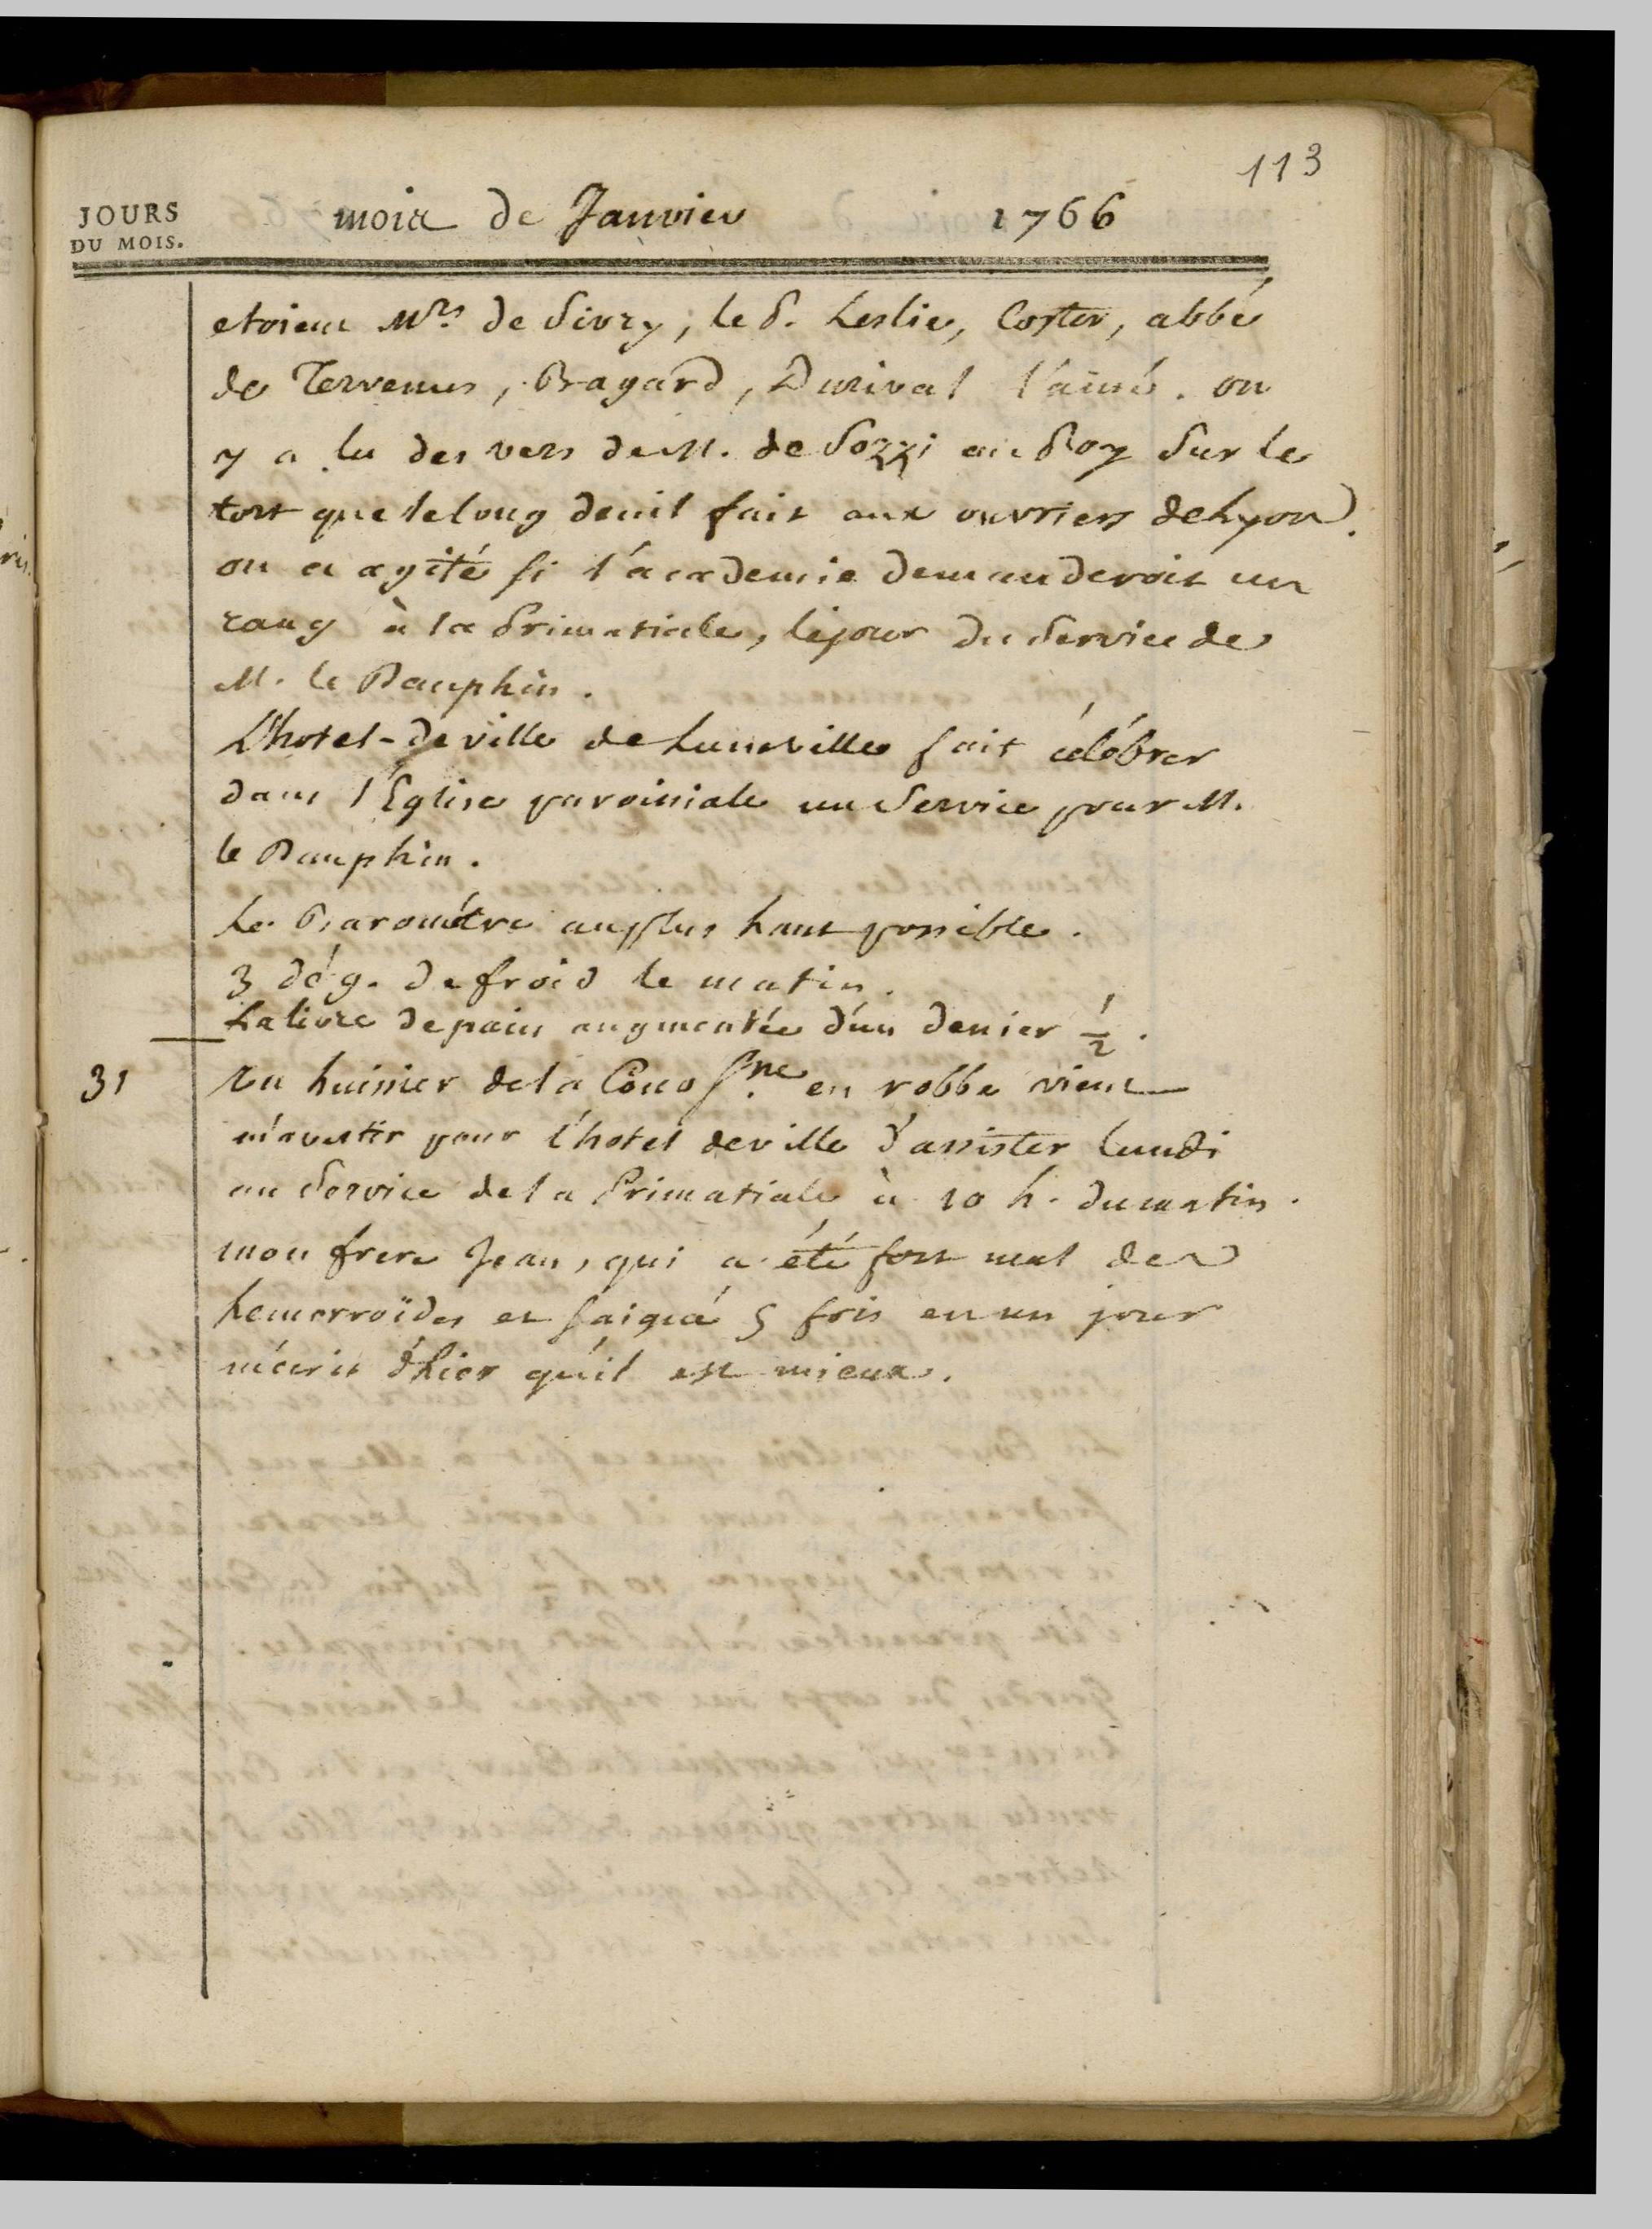 113
JOURS
DU MOIS.
mois de Janvier 1766
etoient Mrs. de Sivry, le P. Leslie, Coster, abbé
de Tervenus, Bagard, Durival l'ainé. on
y a lu des vers de M. de Sozzi au Roy sur le
tort que le long deuil fait aux ouvriers de Lyon.
on a agité si l'academie demanderoit un
rang à la Primatiale, le jour du Service de
M. le Dauphin.
L'hotel-de ville de Luneville fait célébrer
dans l'Eglise paroissiale un Service pour M.
le Dauphin.
Le Barométre au plus haut possible.
3 dég. de froid le matin.
La livre de pain augmentée d'un denier 1/2.
31 Un huissier de la Cour Sne. en robbe vient
m'avertir pour l'hotel de ville d'assister lundi
au Service de la Primatiale à 10 h. du matin.
mon frere Jean, qui a été fort mal des
hemorroïdes et saigné 5 fois en un jour
m'écrit d'hier qu'il est mieux.